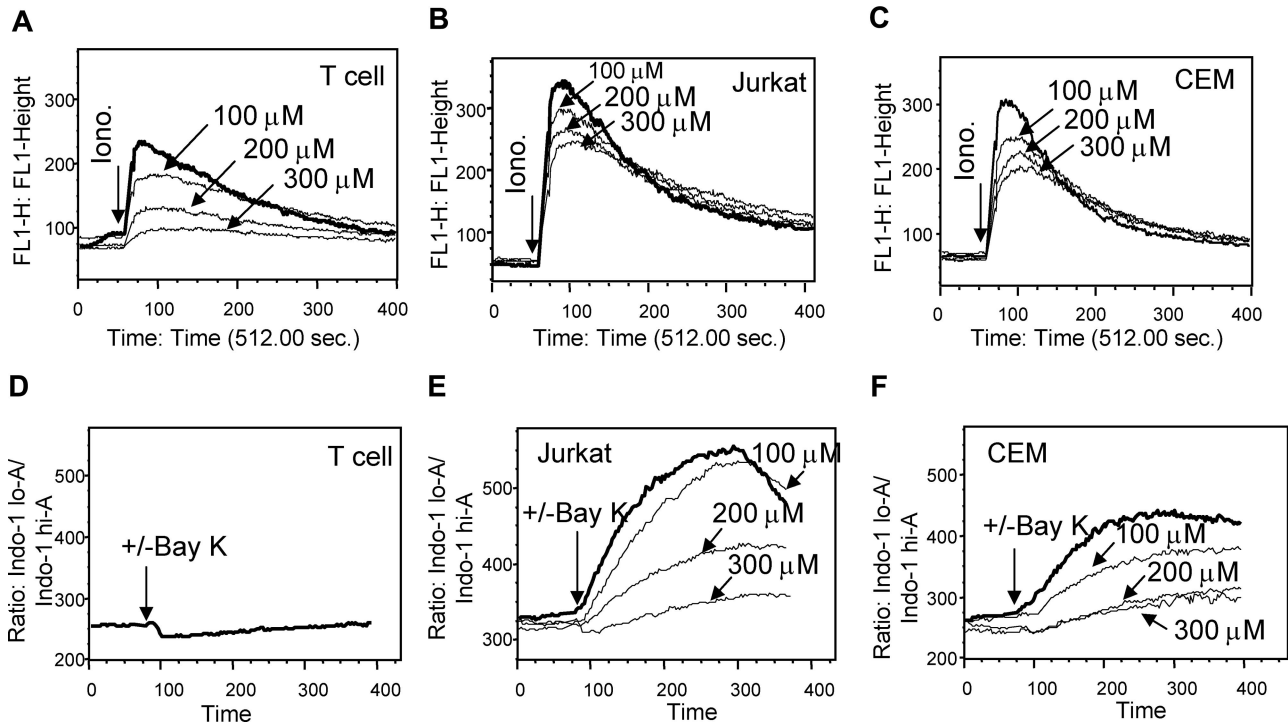 A
FL1-H: FL1-Height
300
200
100
Iono.
T cell
100 µM
200 µM
300 µM
0 100 200 300 400
Time: Time (512.00 sec.)
B
FL1-H: FL1-Height
300
200
100
Iono.
Jurkat
100 µM
200 µM
300 µM
0 100 200 300 400
Time: Time (512.00 sec.)
C
FL1-H: FL1-Height
300
200
100
Iono.
CEM
100 µM
200 µM
300 µM
0 100 200 300 400
Time: Time (512.00 sec.)
D
Ratio: Indo-1 lo-A/
Indo-1 hi-A
500
400
300
200
T cell
+/-Bay K
0 100 200 300 400
Time
E
Ratio: Indo-1 lo-A/
Indo-1 hi-A
500
400
300
Jurkat
+/-Bay K
100 µM
200 µM
300 µM
0 100 200 300 400
Time
F
Ratio: Indo-1 lo-A/
Indo-1 hi-A
500
400
300
200
CEM
+/-Bay K
100 µM
200 µM
300 µM
0 100 200 300 400
Time